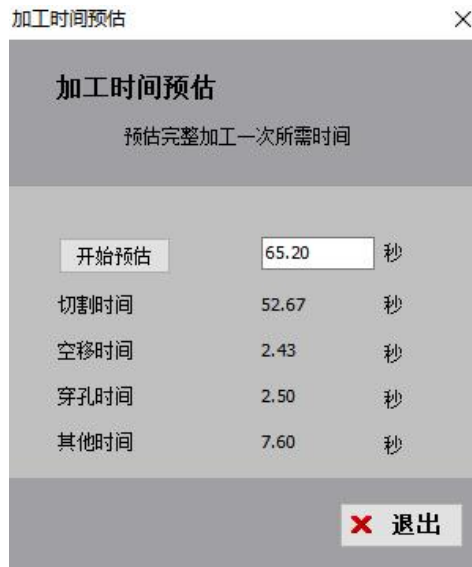 加工时间预估
加工时间预估
预估完整加工一次所需时间
开始预估 65.20 秒
切割时间 52.67 秒
空移时间 2.43 秒
穿孔时间 2.50 秒
其他时间 7.60 秒
退出